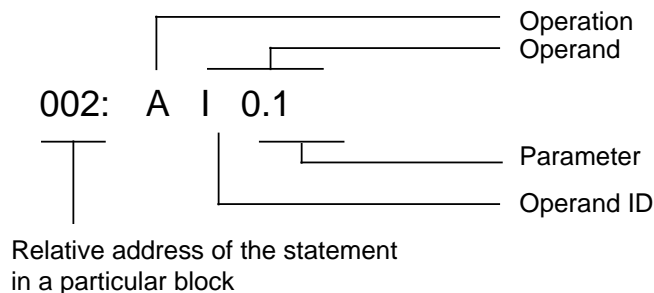 Operation
Operand
002: A I 0.1
Parameter
Operand ID
Relative address of the statement
in a particular block